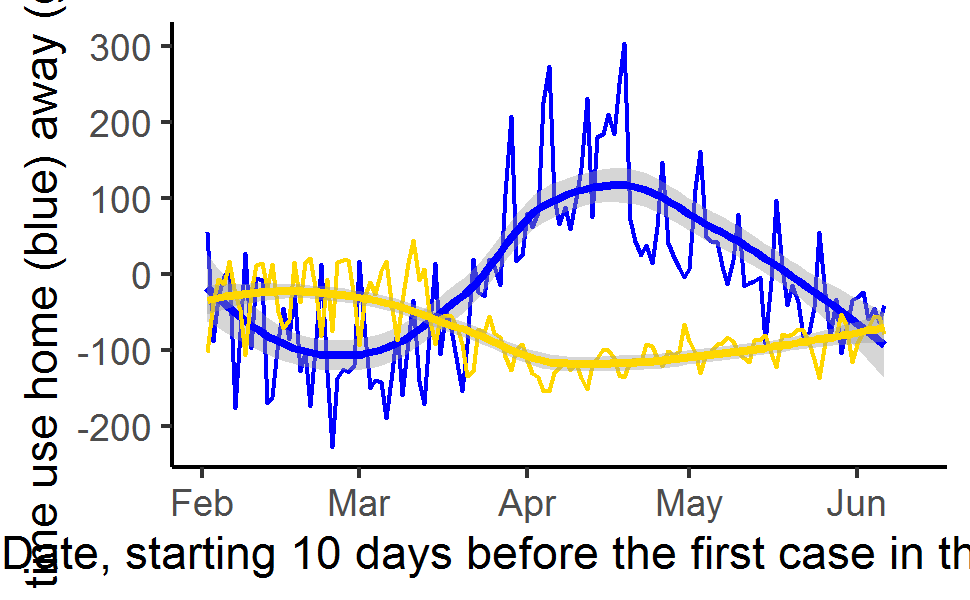 time use home (blue) away (
300
200
100
0
-100
-200
Feb Mar Apr May Jun
Date, starting 10 days before the first case in th